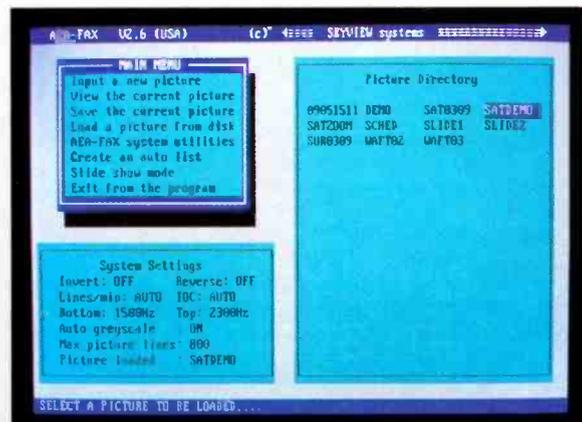 AEA-FAX V2.6 (USA) (c)~ SKYVIEW systems
MAIN MENU
Input a new picture
View the current picture
Save the current picture
Load a picture from disk
AEA-FAX system utilities
Create an auto list
Slide show mode
Exit from the program
Picture Directory
09051511 DEMO SAT0309 SATDEMO
SATZOOM SCHED SLIDE1 SLIDE2
SUR0309 WAFT02 WAFT03
System Settings
Invert: OFF Reverse: OFF
Lines/min: AUTO IOC: AUTO
Bottom: 1500Hz Top: 2300Hz
Auto greyscale : ON
Max picture lines: 800
Picture loaded : SATDEMO
SELECT A PICTURE TO BE LOADED....